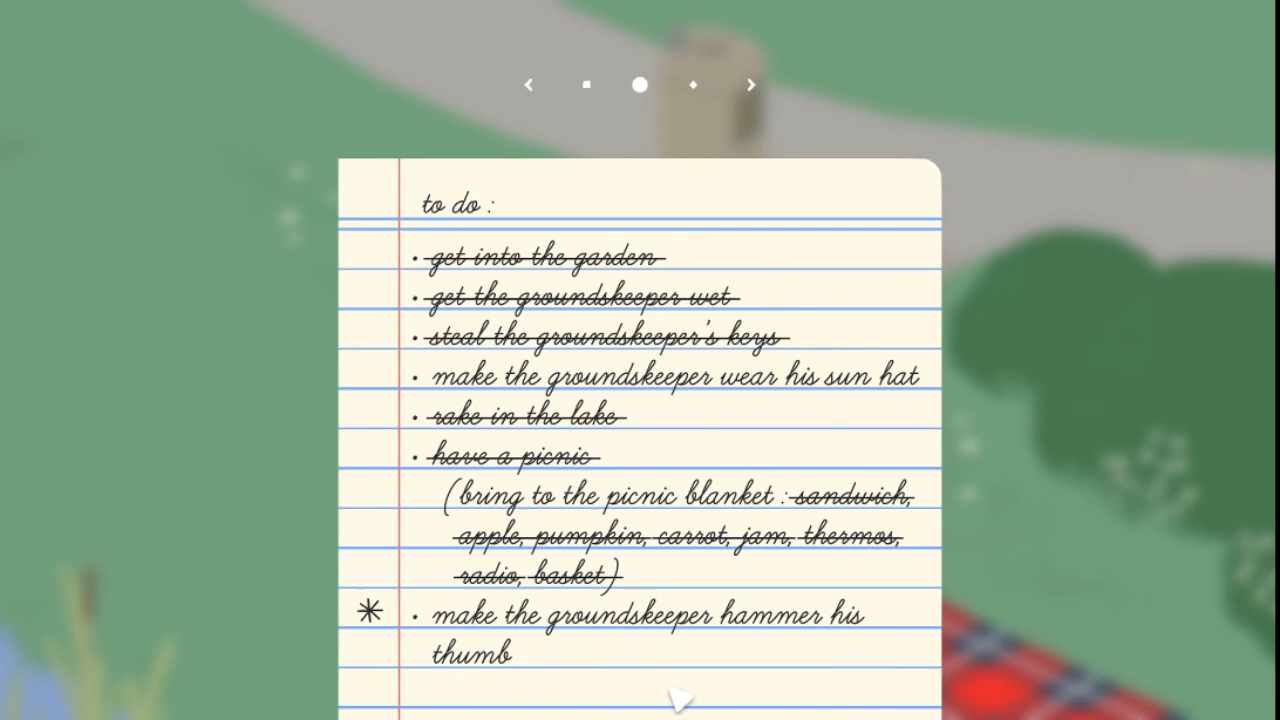 to do :
• get into the garden
• get the groundskeeper wet
• steal the groundskeeper's keys
• make the groundskeeper wear his sun hat
• rake in the lake
• have a picnic
(bring to the picnic blanket : sandwich,
apple, pumpkin, carrot, jam, thermos,
radio, basket)
• make the groundskeeper hammer his
thumb